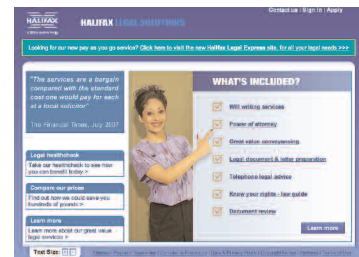 Contact us | Sign in | Apply
HALIFAX
HALIFAX LEGAL SOLUTIONS
Looking for our new pay as you go service? Click here to visit the new Halifax Legal Express site, for all your legal needs >>>
"The services are a bargain
compared with the standard
cost one would pay for each
at a local solicitor"
The Financial Times, July 2007
WHAT'S INCLUDED?
Will writing services
Power of attorney
Great value conveyancing
Legal document & letter preparation
Telephone legal advice
Know your rights - law guide
Document review
Learn more
Legal healthcheck
Take our healthcheck to see how
you can benefit today >
Compare our prices
Find out how we could save you
hundreds of pounds >
Learn more
Learn more about our great value
legal services >
Text Size: